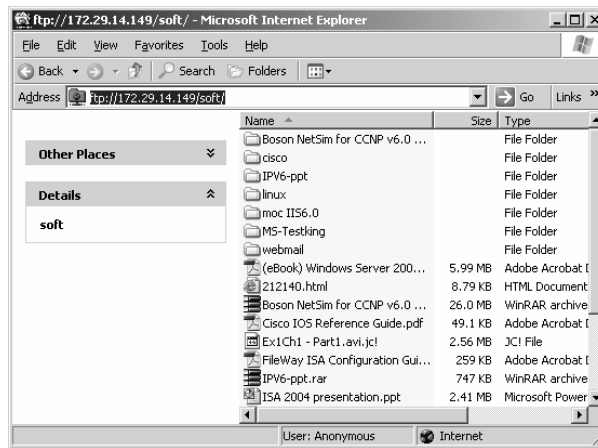 ftp://172.29.14.149/soft/ - Microsoft Internet Explorer
File Edit View Favorites Tools Help
Back Search Folders
Address ftp://172.29.14.149/soft/ Go Links »
Other Places
Details
soft
Name Size Type
Boson NetSim for CCNP v6.0 ... File Folder
cisco File Folder
IPV6-ppt File Folder
linux File Folder
moc IIS6.0 File Folder
MS-Testking File Folder
webmail File Folder
(eBook) Windows Server 200... 5.99 MB Adobe Acrobat D
212140.html 8.79 KB HTML Document
Boson NetSim for CCNP v6.0 ... 26.0 MB WinRAR archive
Cisco IOS Reference Guide.pdf 49.1 KB Adobe Acrobat D
Ex1Ch1 - Part1.avi.jc! 2.56 MB JC! File
FileWay ISA Configuration Gui... 259 KB Adobe Acrobat D
IPV6-ppt.rar 747 KB WinRAR archive
ISA 2004 presentation.ppt 2.41 MB Microsoft Power
User: Anonymous Internet